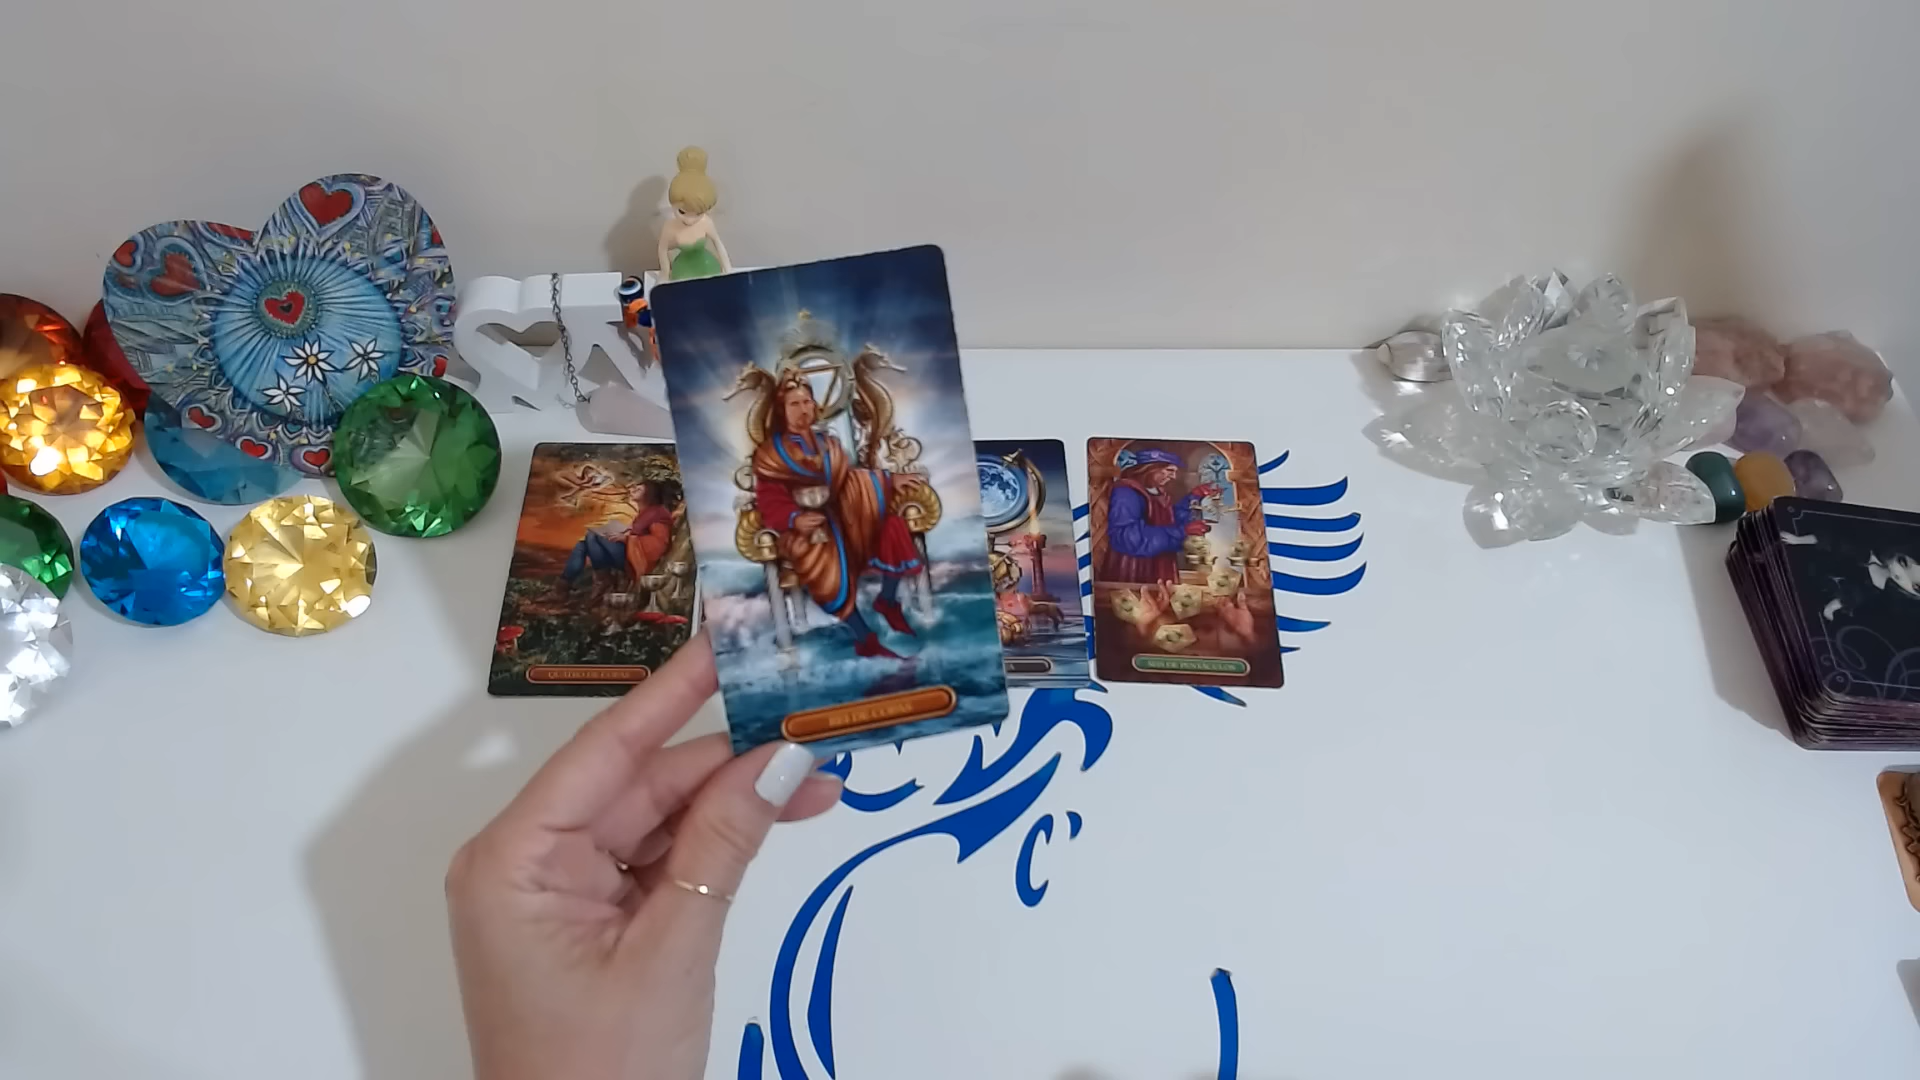 QUATRO DE COPAS
REI DE COPAS
A
SEIS DE PENTÁCULOS